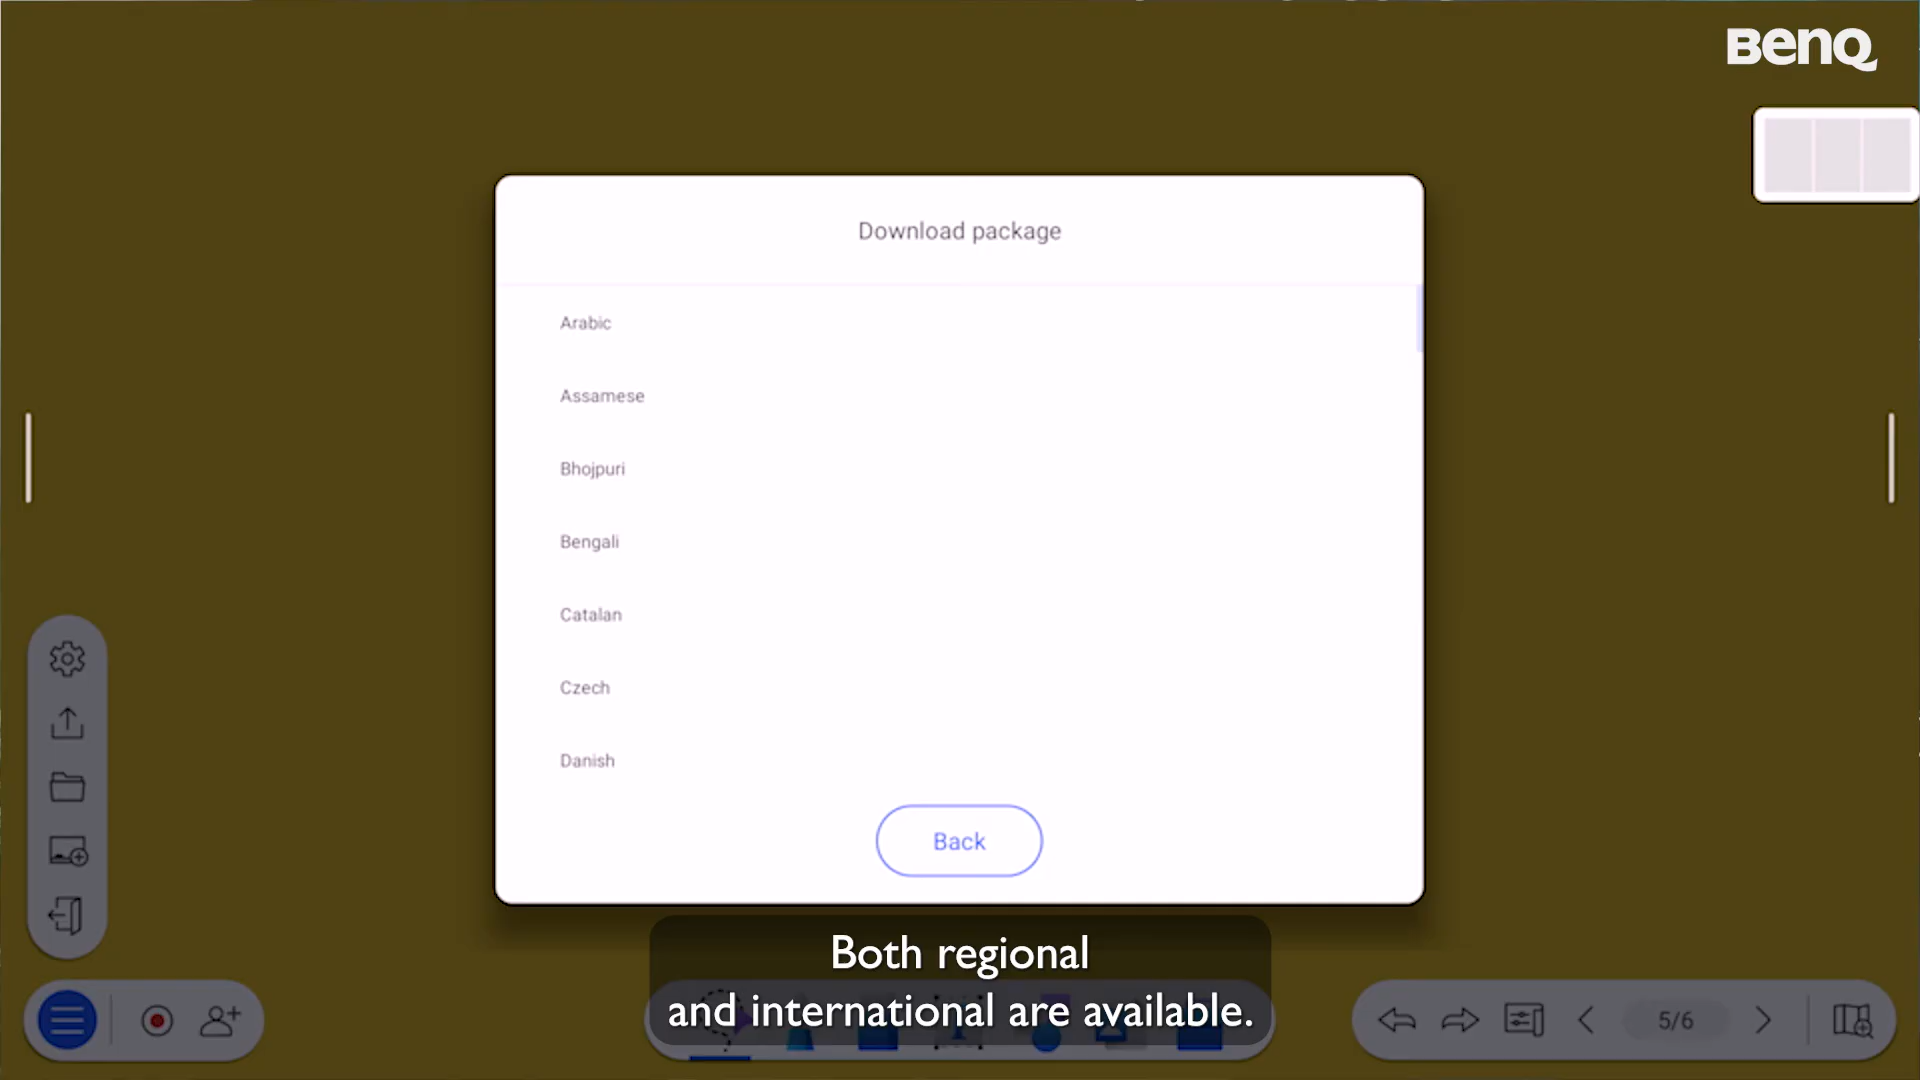 BenQ
Download package
Arabic
Assamese
Bhojpuri
Bengali
Catalan
Czech
Danish
Back
Both regional
and international are available.
5/6